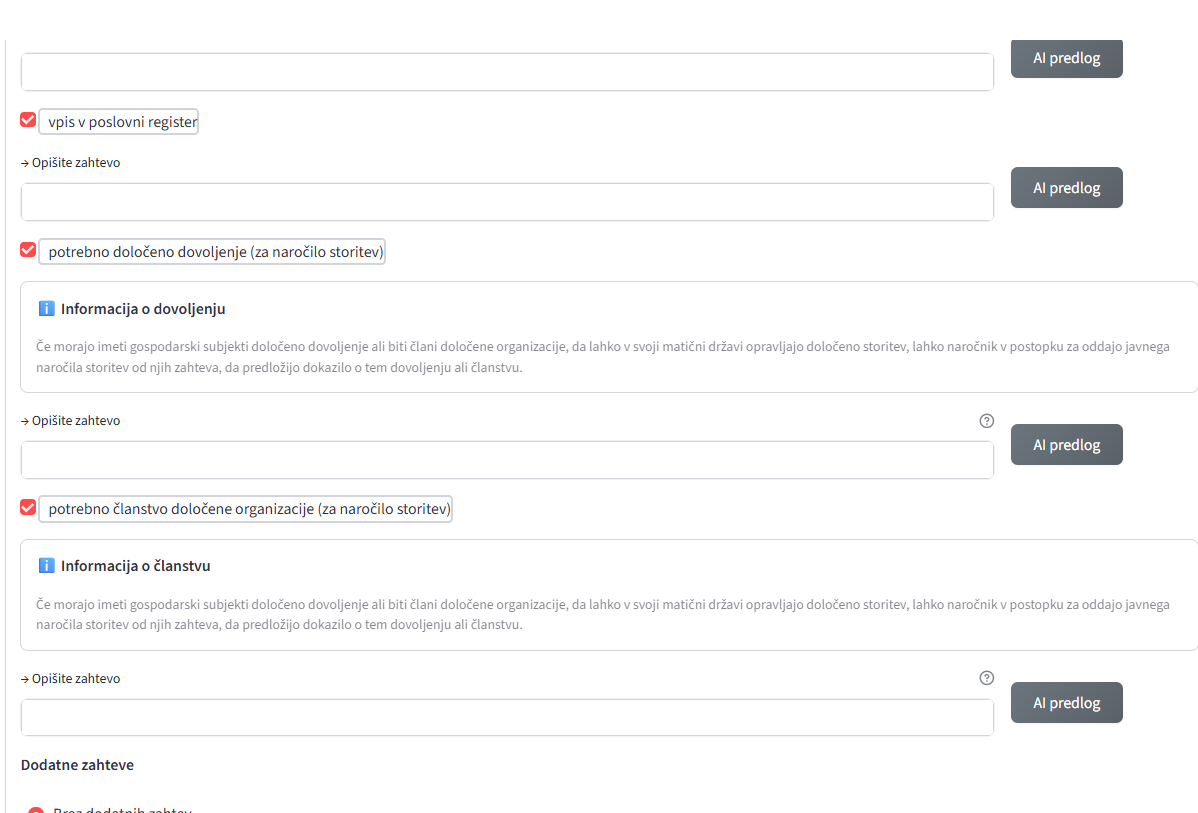 AI predlog
vpis v poslovni register
→ Opišite zahtevo
AI predlog
potrebno določeno dovoljenje (za naročilo storitev)
i Informacija o dovoljenju
Če morajo imeti gospodarski subjekti določeno dovoljenje ali biti člani določene organizacije, da lahko v svoji matični državi opravljajo določeno storitev, lahko naročnik v postopku za oddajo javnega
naročila storitev od njih zahteva, da predložijo dokazilo o tem dovoljenju ali članstvu.
→ Opišite zahtevo
?
AI predlog
potrebno članstvo določene organizacije (za naročilo storitev)
i Informacija o članstvu
Če morajo imeti gospodarski subjekti določeno dovoljenje ali biti člani določene organizacije, da lahko v svoji matični državi opravljajo določeno storitev, lahko naročnik v postopku za oddajo javnega
naročila storitev od njih zahteva, da predložijo dokazilo o tem dovoljenju ali članstvu.
→ Opišite zahtevo
?
AI predlog
Dodatne zahteve
Brez dodatnih zahtev